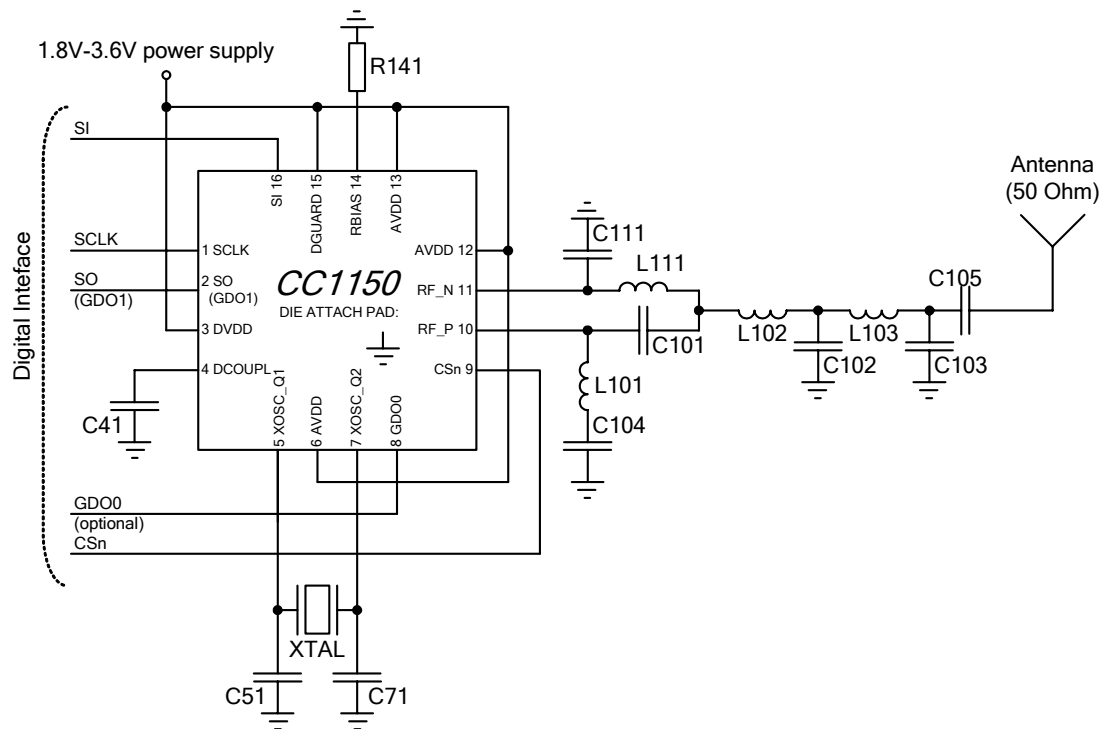 1.8V-3.6V power supply
R141
SI
SI 16
DGUARD 15
RBIAS 14
AVDD 13
Antenna
(50 Ohm)
Digital Inteface
SCLK
1 SCLK
AVDD 12
C111
L111
SO
(GDO1)
2 SO
(GDO1)
CC1150
RF_N 11
C105
DIE ATTACH PAD:
3 DVDD
RF_P 10
C101
L102
L103
C102
C103
4 DCOUPL
CSn 9
L101
C41
5 XOSC_Q1
6 AVDD
7 XOSC_Q2
8 GDO0
C104
GDO0
(optional)
CSn
XTAL
C51
C71